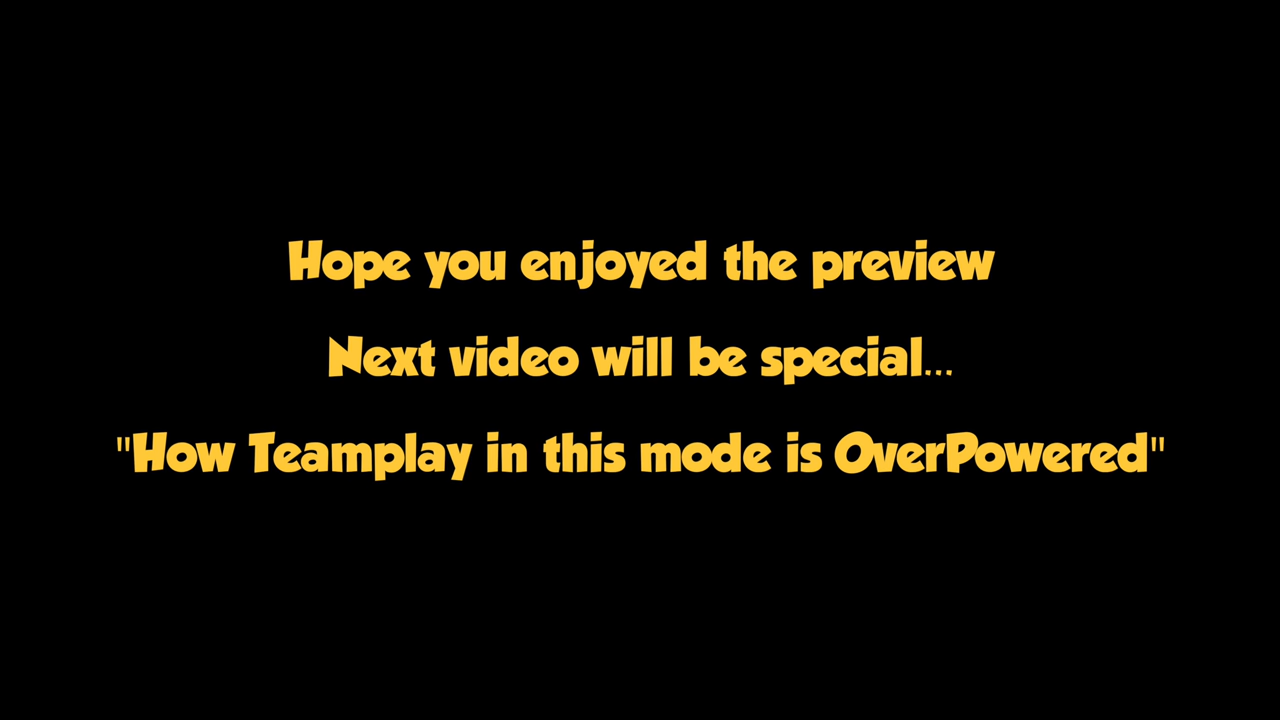 Hope you enjoyed the preview
Next video will be special...
"How Teamplay in this mode is OverPowered"